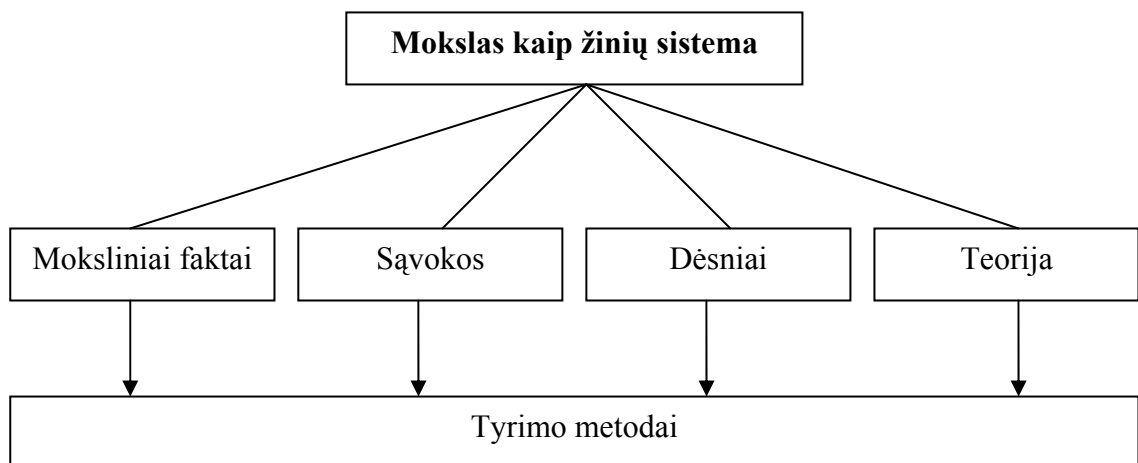 Mokslas kaip žinių sistema
Moksliniai faktai
Sąvokos
Dėsniai
Teorija
Tyrimo metodai